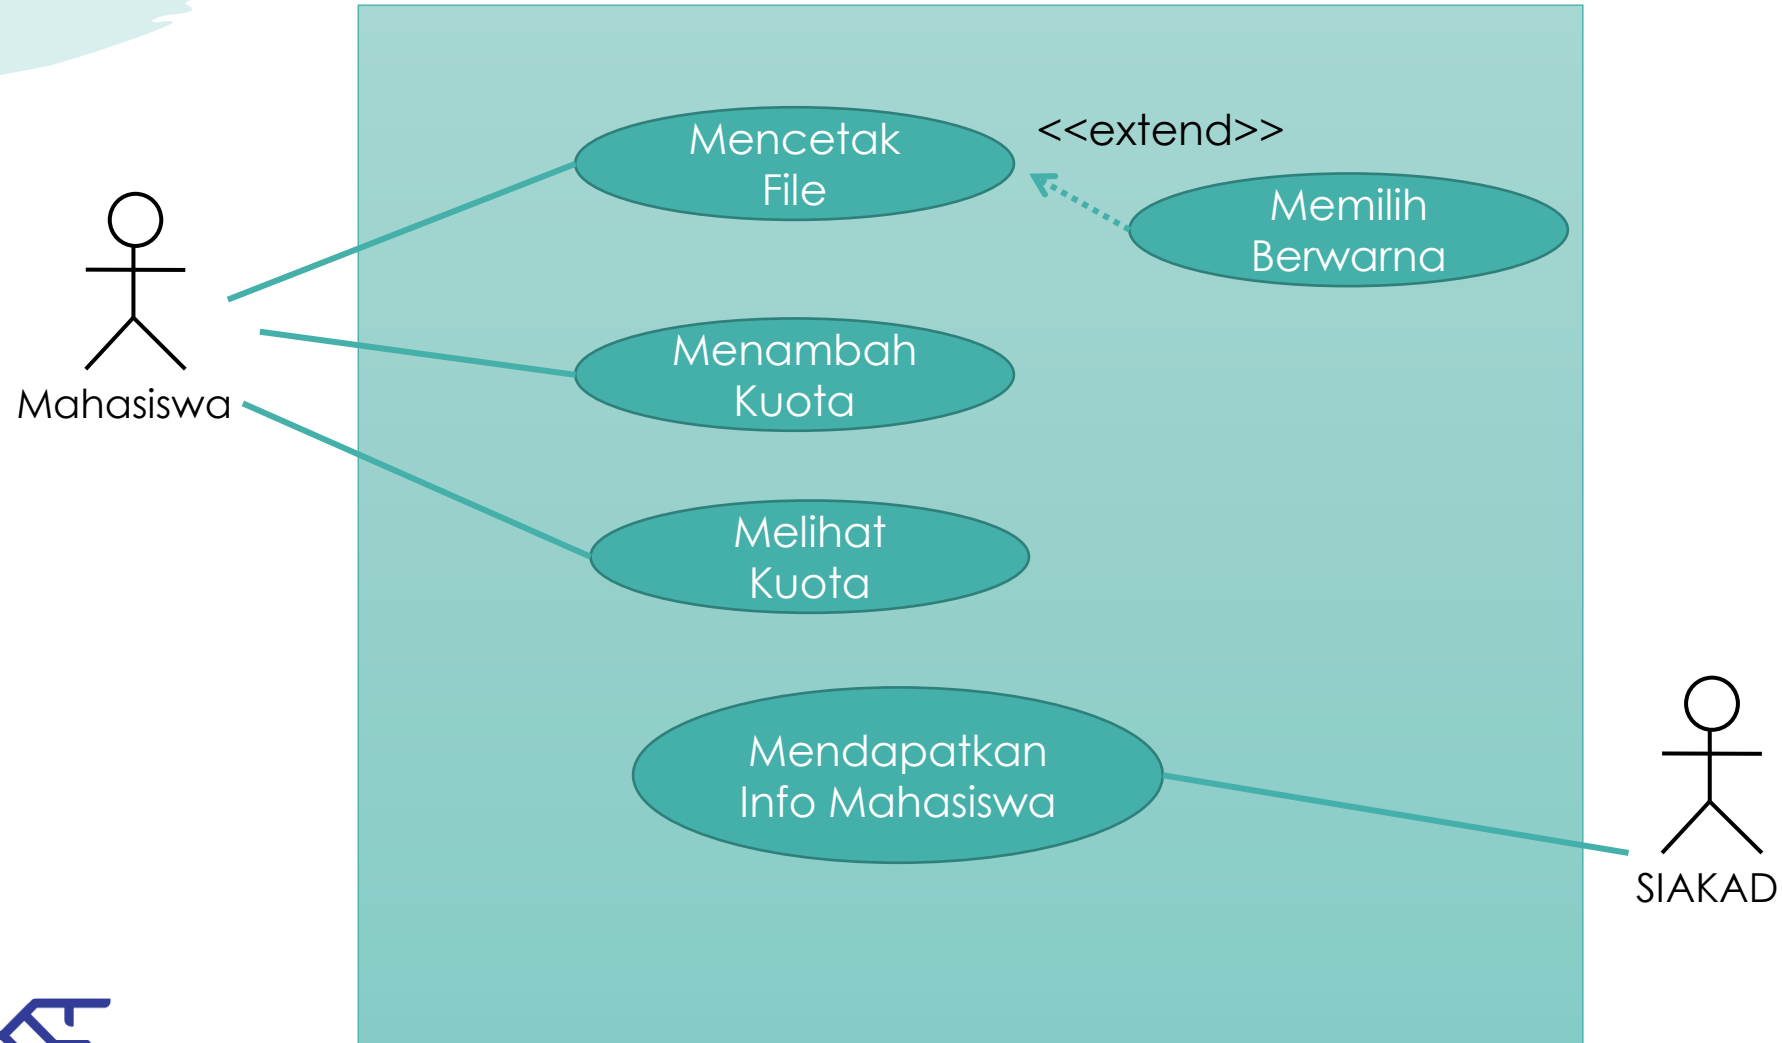 Mencetak
File
<<extend>>
Memilih
Berwarna
Menambah
Kuota
Mahasiswa
Melihat
Kuota
Mendapatkan
Info Mahasiswa
SIAKAD